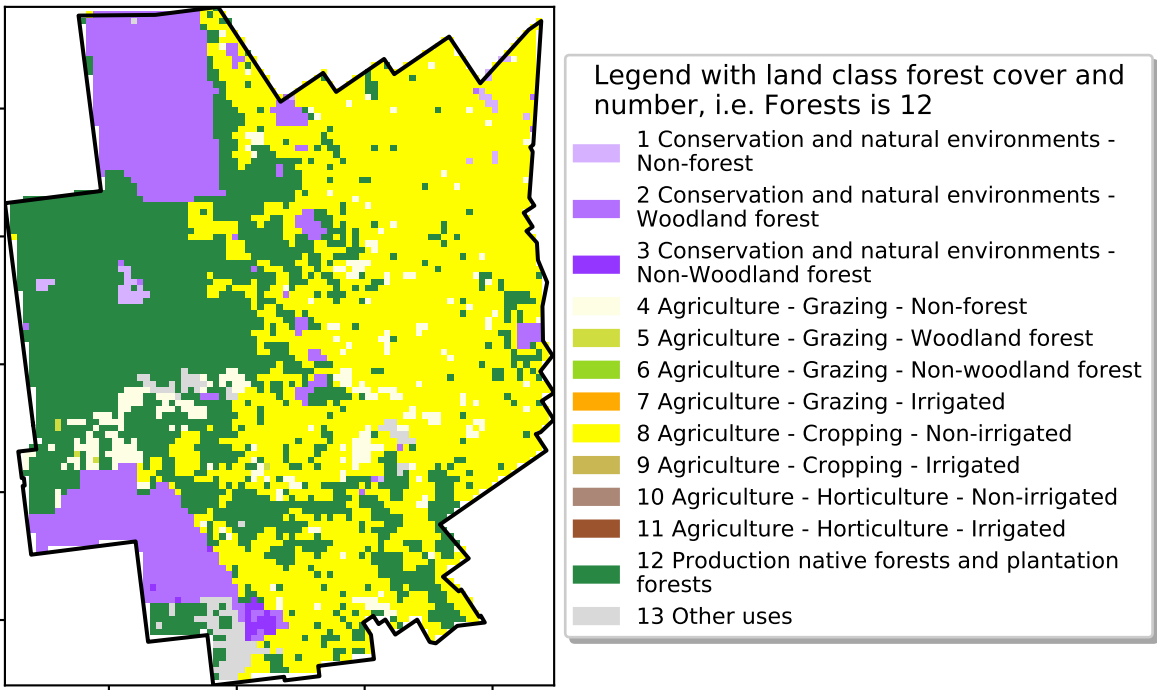 Legend with land class forest cover and
number, i.e. Forests is 12
1 Conservation and natural environments -
Non-forest
2 Conservation and natural environments -
Woodland forest
3 Conservation and natural environments -
Non-Woodland forest
4 Agriculture - Grazing - Non-forest
5 Agriculture - Grazing - Woodland forest
6 Agriculture - Grazing - Non-woodland forest
7 Agriculture - Grazing - Irrigated
8 Agriculture - Cropping - Non-irrigated
9 Agriculture - Cropping - Irrigated
10 Agriculture - Horticulture - Non-irrigated
11 Agriculture - Horticulture - Irrigated
12 Production native forests and plantation
forests
13 Other uses